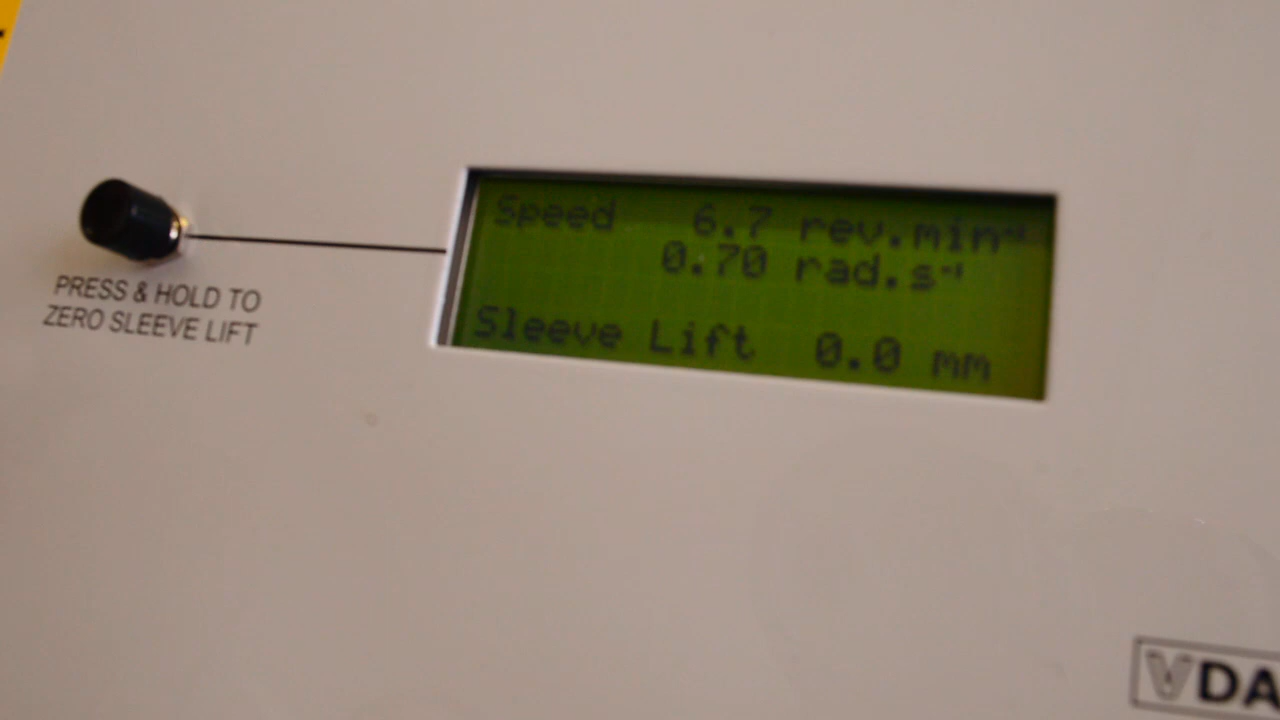 Speed 6.7 rev.min⁻¹
0.70 rad.s⁻¹
Sleeve Lift 0.0 mm
PRESS & HOLD TO
ZERO SLEEVE LIFT
VDA